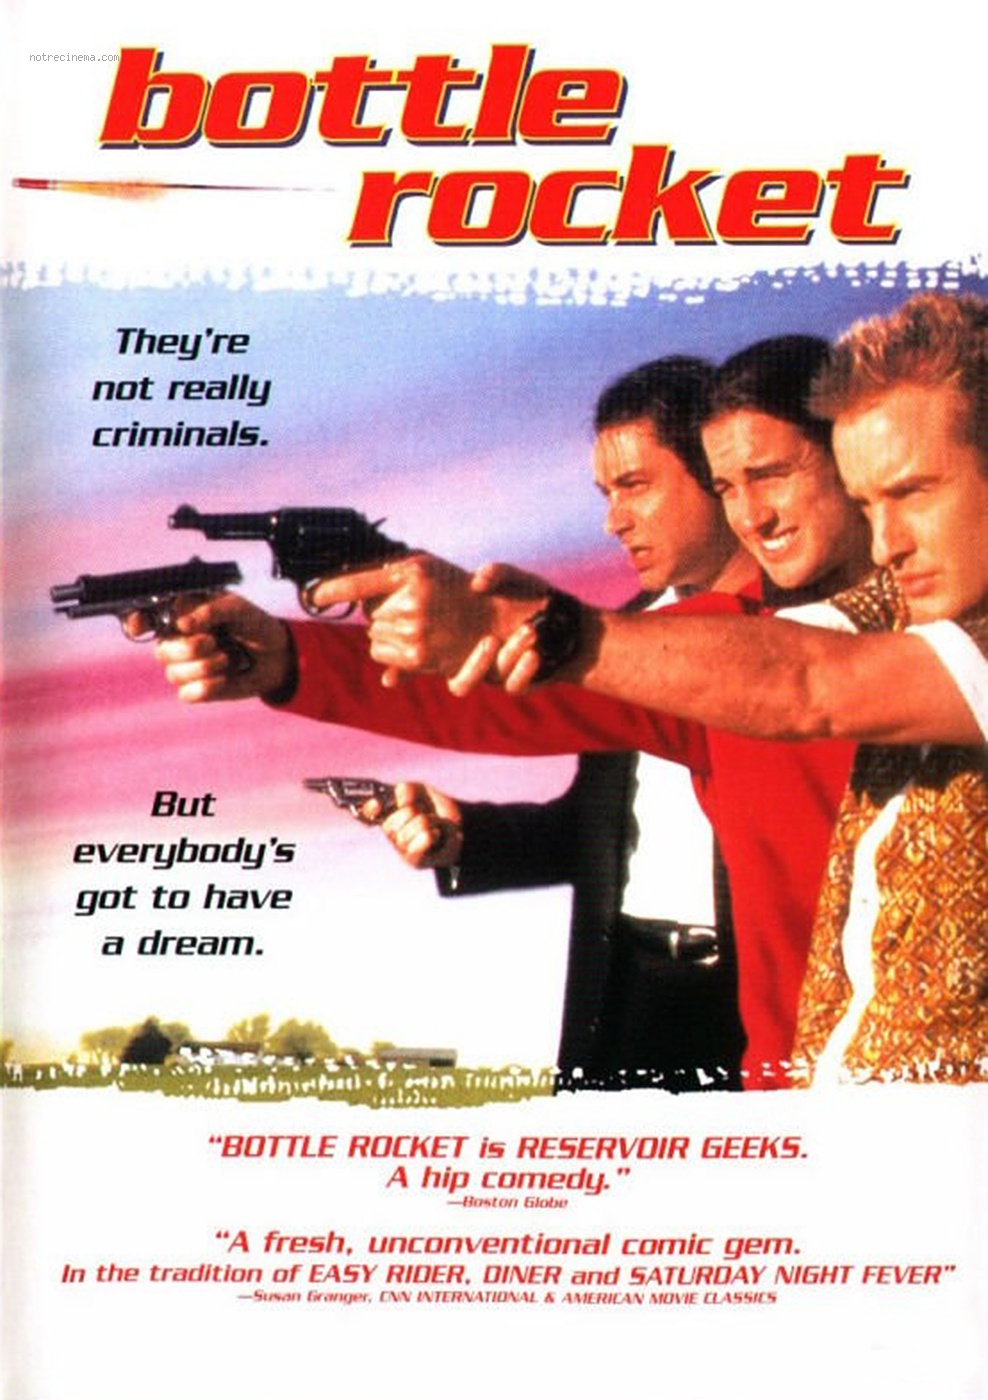 notrecinema.com
bottle
rocket
They're
not really
criminals.
But
everybody's
got to have
a dream.
“BOTTLE ROCKET is RESERVOIR GEEKS.
A hip comedy.”
—Boston Globe
“A fresh, unconventional comic gem.
In the tradition of EASY RIDER, DINER and SATURDAY NIGHT FEVER”
—Susan Granger, CNN INTERNATIONAL & AMERICAN MOVIE CLASSICS